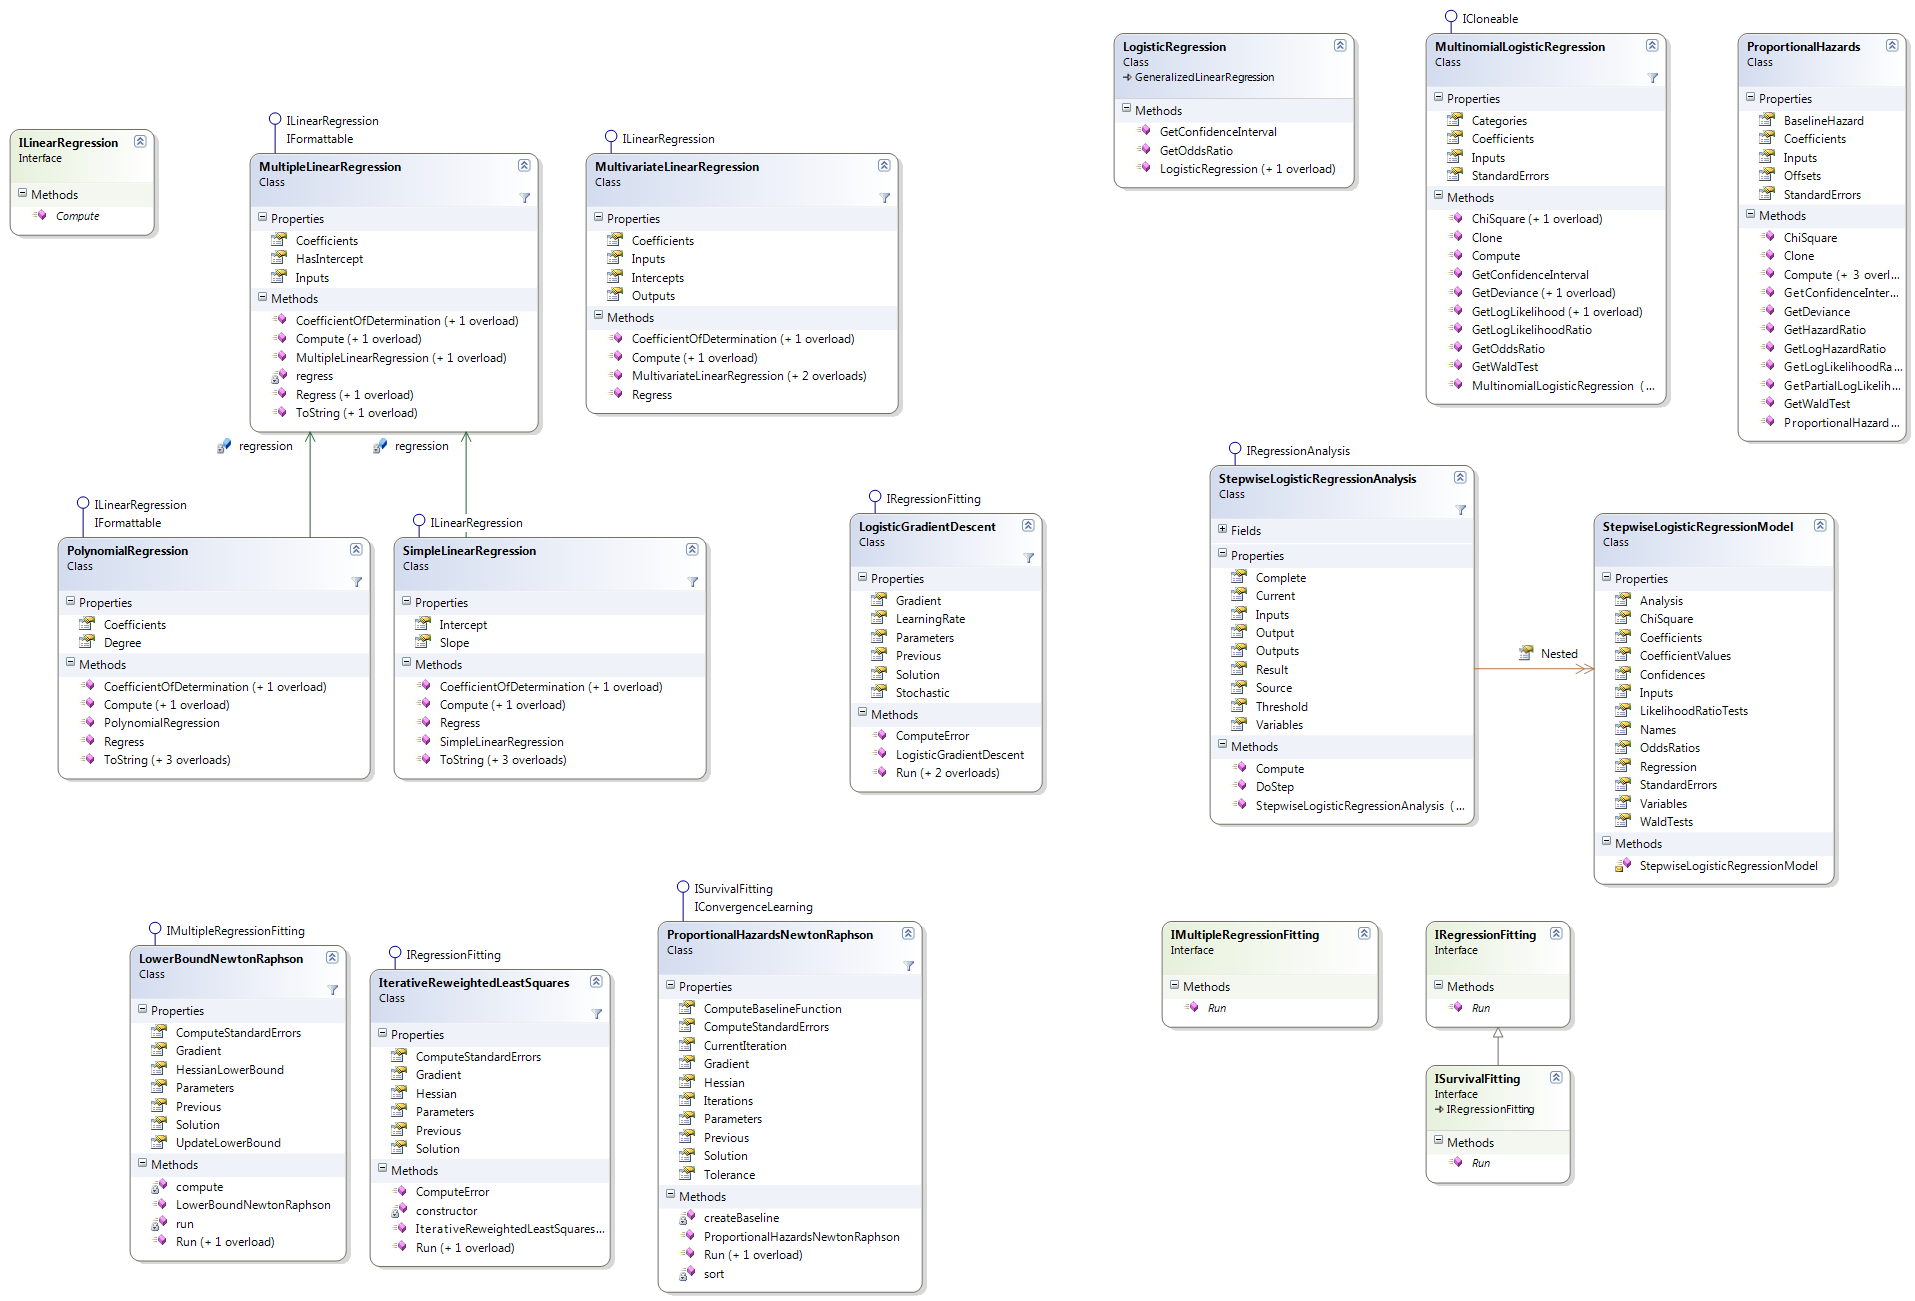 ILinearRegression
Interface
Methods
Compute
ILinearRegression
IFormattable
MultipleLinearRegression
Class
Properties
Coefficients
HasIntercept
Inputs
Methods
CoefficientOfDetermination (+ 1 overload)
Compute (+ 1 overload)
MultipleLinearRegression (+ 1 overload)
regress
Regress (+ 1 overload)
ToString (+ 1 overload)
ILinearRegression
MultivariateLinearRegression
Class
Properties
Coefficients
Inputs
Intercepts
Outputs
Methods
CoefficientOfDetermination (+ 1 overload)
Compute (+ 1 overload)
MultivariateLinearRegression (+ 2 overloads)
Regress
regression
regression
ILinearRegression
IFormattable
PolynomialRegression
Class
Properties
Coefficients
Degree
Methods
CoefficientOfDetermination (+ 1 overload)
Compute (+ 1 overload)
PolynomialRegression
Regress
ToString (+ 3 overloads)
ILinearRegression
SimpleLinearRegression
Class
Properties
Intercept
Slope
Methods
CoefficientOfDetermination (+ 1 overload)
Compute (+ 1 overload)
Regress
SimpleLinearRegression
ToString (+ 3 overloads)
IRegressionFitting
LogisticGradientDescent
Class
Properties
Gradient
LearningRate
Parameters
Previous
Solution
Stochastic
Methods
ComputeError
LogisticGradientDescent
Run (+ 2 overloads)
LogisticRegression
Class
GeneralizedLinearRegression
Methods
GetConfidenceInterval
GetOddsRatio
LogisticRegression (+ 1 overload)
ICloneable
MultinomialLogisticRegression
Class
Properties
Categories
Coefficients
Inputs
StandardErrors
Methods
ChiSquare (+ 1 overload)
Clone
Compute
GetConfidenceInterval
GetDeviance (+ 1 overload)
GetLogLikelihood (+ 1 overload)
GetLogLikelihoodRatio
GetOddsRatio
GetWaldTest
MultinomialLogisticRegression (...
ProportionalHazards
Class
Properties
BaselineHazard
Coefficients
Inputs
Offsets
StandardErrors
Methods
ChiSquare
Clone
Compute (+ 3 overl...
GetConfidenceInter...
GetDeviance
GetHazardRatio
GetLogHazardRatio
GetLogLikelihoodRa...
GetPartialLogLikelih...
GetWaldTest
ProportionalHazard...
IRegressionAnalysis
StepwiseLogisticRegressionAnalysis
Class
Fields
Properties
Complete
Current
Inputs
Output
Outputs
Result
Source
Threshold
Variables
Methods
Compute
DoStep
StepwiseLogisticRegressionAnalysis (...
Nested
StepwiseLogisticRegressionModel
Class
Properties
Analysis
ChiSquare
Coefficients
CoefficientValues
Confidences
Inputs
LikelihoodRatioTests
Names
OddsRatios
Regression
StandardErrors
Variables
WaldTests
Methods
StepwiseLogisticRegressionModel
IMultipleRegressionFitting
LowerBoundNewtonRaphson
Class
Properties
ComputeStandardErrors
Gradient
HessianLowerBound
Parameters
Previous
Solution
UpdateLowerBound
Methods
compute
LowerBoundNewtonRaphson
run
Run (+ 1 overload)
IRegressionFitting
IterativeReweightedLeastSquares
Class
Properties
ComputeStandardErrors
Gradient
Hessian
Parameters
Previous
Solution
Methods
ComputeError
constructor
IterativeReweightedLeastSquares...
Run (+ 1 overload)
ISurvivalFitting
IConvergenceLearning
ProportionalHazardsNewtonRaphson
Class
Properties
ComputeBaselineFunction
ComputeStandardErrors
CurrentIteration
Gradient
Hessian
Iterations
Parameters
Previous
Solution
Tolerance
Methods
createBaseline
ProportionalHazardsNewtonRaphson
Run (+ 1 overload)
sort
IMultipleRegressionFitting
Interface
Methods
Run
IRegressionFitting
Interface
Methods
Run
ISurvivalFitting
Interface
IRegressionFitting
Methods
Run